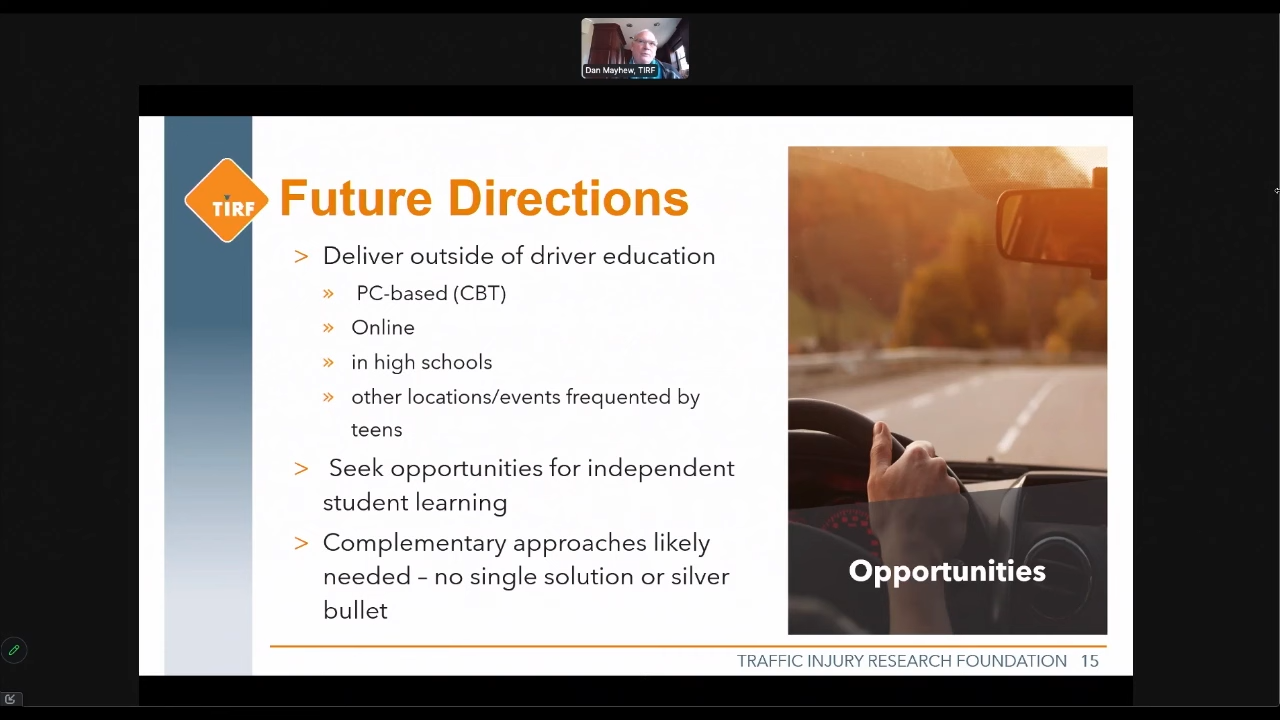 Dan Mayhew, TIRF
TIRF
Future Directions
> Deliver outside of driver education
» PC-based (CBT)
» Online
» in high schools
» other locations/events frequented by
teens
> Seek opportunities for independent
student learning
> Complementary approaches likely
needed – no single solution or silver
bullet
Opportunities
TRAFFIC INJURY RESEARCH FOUNDATION 15